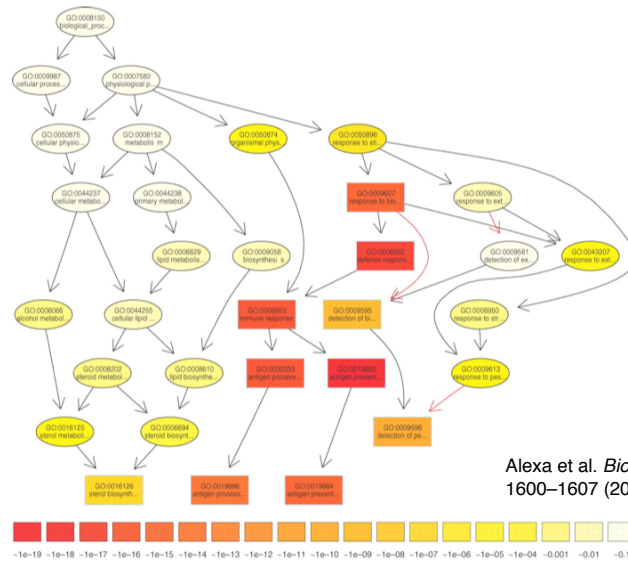 GO:0008150
biological_proc...
GO:0009987
cellular proces...
GO:0007582
physiological p...
GO:0050875
cellular physio...
GO:0008152
metabolis m
GO:0050874
organismal phys...
GO:0050896
response to sti...
GO:0044237
cellular metabo...
GO:0044238
primary metabol...
GO:0009607
response to bio...
GO:0009605
response to ext...
GO:0006629
lipid metabolis...
GO:0009058
biosynthesi s
GO:0006952
defense respons...
GO:0009581
detection of ex...
GO:0043207
response to ext...
GO:0006066
alcohol metabol...
GO:0044255
cellular lipid ...
GO:0006955
immune response
GO:0009595
detection of bi...
GO:0006950
response to str...
GO:0008202
steroid metabol...
GO:0008610
lipid biosynthe...
GO:0030333
antigen process...
GO:0019882
antigen present...
GO:0009613
response to pes...
GO:0016125
sterol metaboli...
GO:0006694
steroid biosynt...
GO:0009596
detection of pe...
GO:0016126
sterol biosynth...
GO:0019886
antigen process...
GO:0019884
antigen present...
Alexa et al. Bio
1600–1607 (20
~1e-19 ~1e-18 ~1e-17 ~1e-16 ~1e-15 ~1e-14 ~1e-13 ~1e-12 ~1e-11 ~1e-10 ~1e-09 ~1e-08 ~1e-07 ~1e-06 ~1e-05 ~1e-04 ~0.001 ~0.01 ~0.1